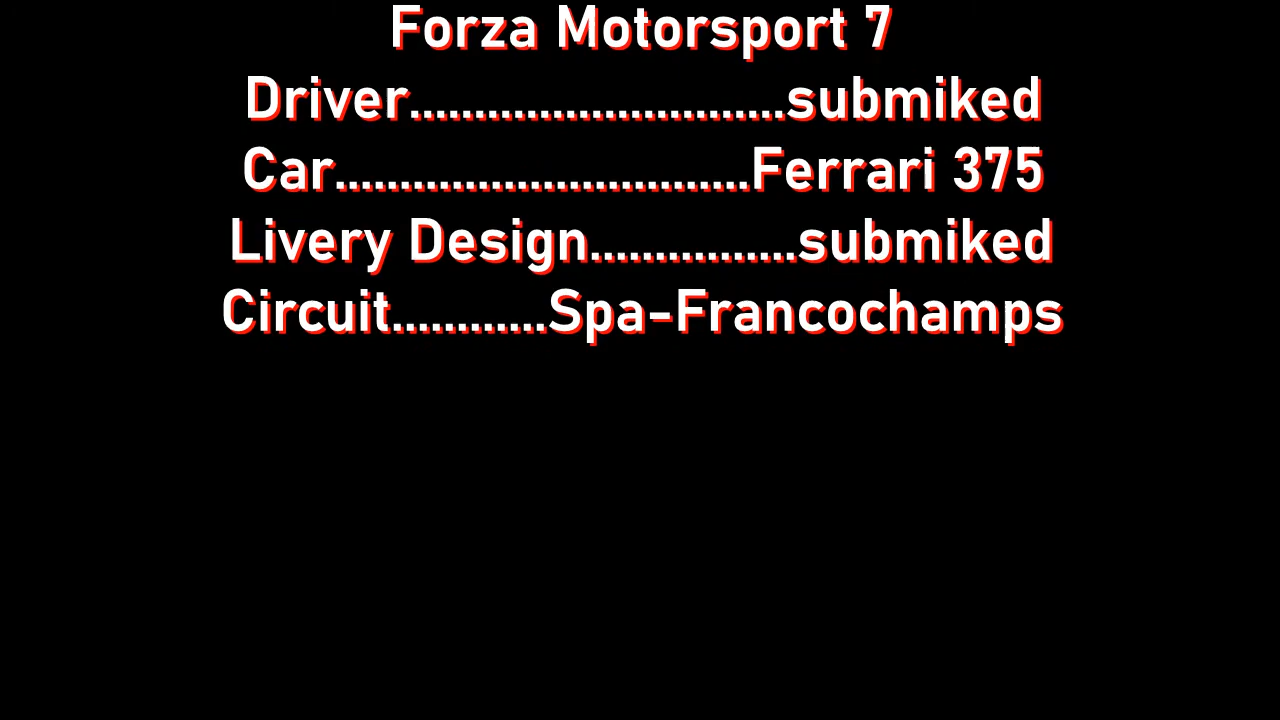 Forza Motorsport 7
Driver.............................submiked
Car................................Ferrari 375
Livery Design................submiked
Circuit............Spa-Francochamps